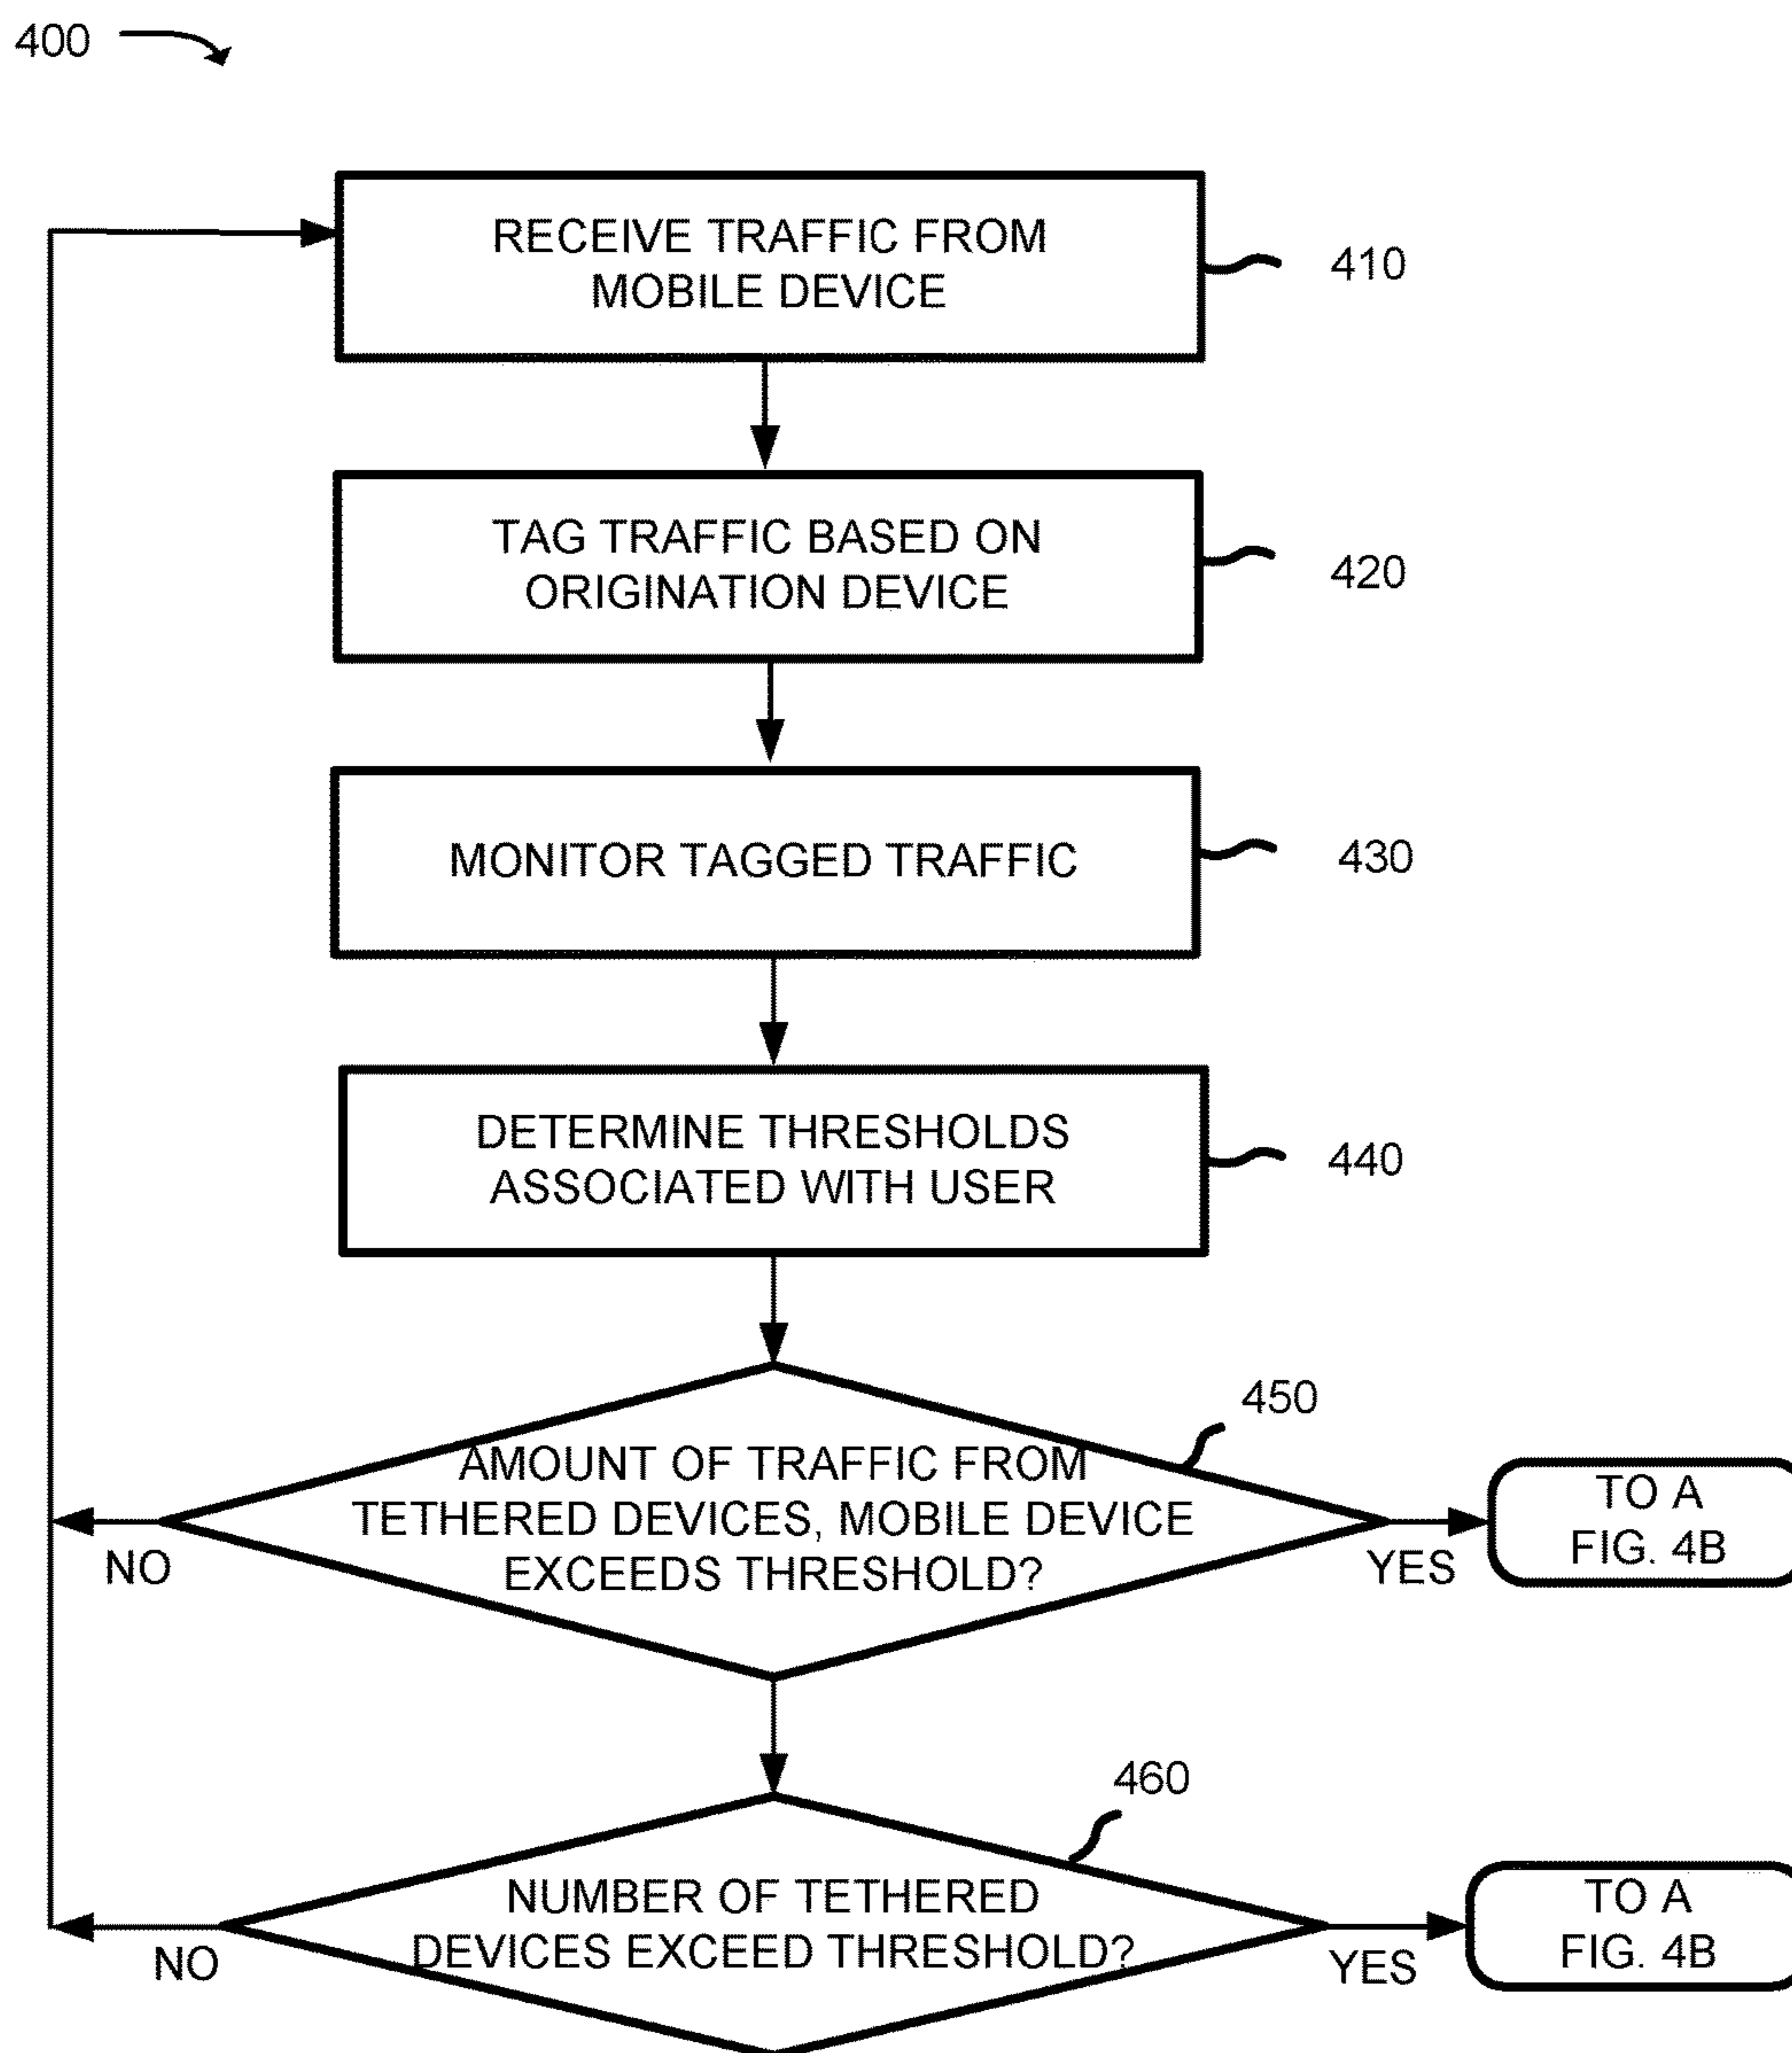 400
RECEIVE TRAFFIC FROM
MOBILE DEVICE
410
TAG TRAFFIC BASED ON
ORIGINATION DEVICE
420
MONITOR TAGGED TRAFFIC
430
DETERMINE THRESHOLDS
ASSOCIATED WITH USER
440
450
AMOUNT OF TRAFFIC FROM
TETHERED DEVICES, MOBILE DEVICE
EXCEEDS THRESHOLD?
NO
YES
TO A
FIG. 4B
460
NUMBER OF TETHERED
DEVICES EXCEED THRESHOLD?
NO
YES
TO A
FIG. 4B